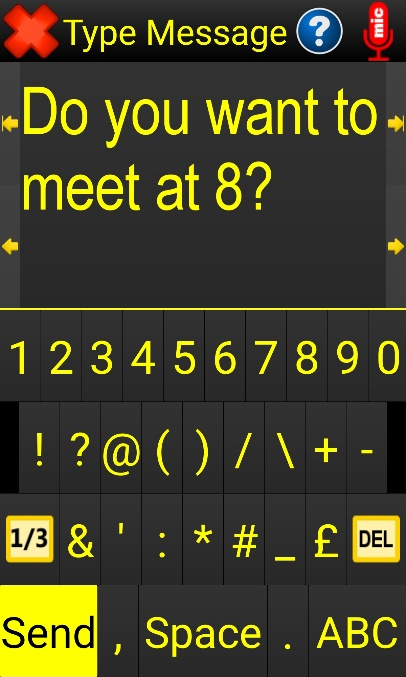 Type Message ? mic
Do you want to
meet at 8?
1 2 3 4 5 6 7 8 9 0
! ? @ ( ) / \ + -
1/3 & ' : * # _ £ DEL
Send , Space . ABC